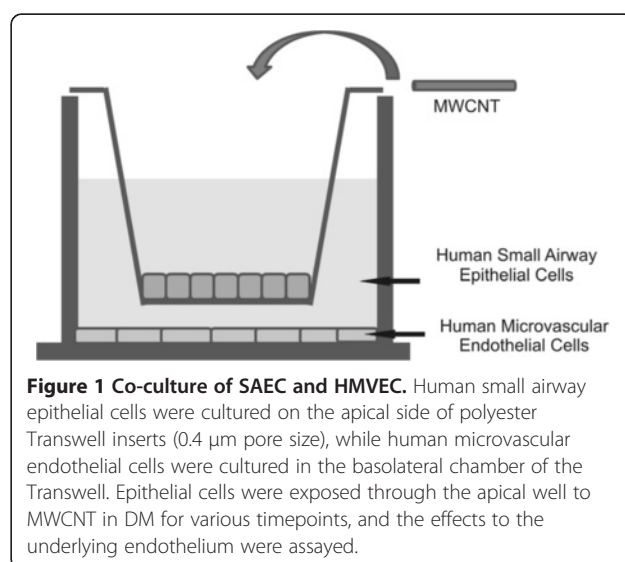 MWCNT
Human Small Airway
Epithelial Cells
Human Microvascular
Endothelial Cells
Figure 1 Co-culture of SAEC and HMVEC. Human small airway
epithelial cells were cultured on the apical side of polyester
Transwell inserts (0.4 μm pore size), while human microvascular
endothelial cells were cultured in the basolateral chamber of the
Transwell. Epithelial cells were exposed through the apical well to
MWCNT in DM for various timepoints, and the effects to the
underlying endothelium were assayed.